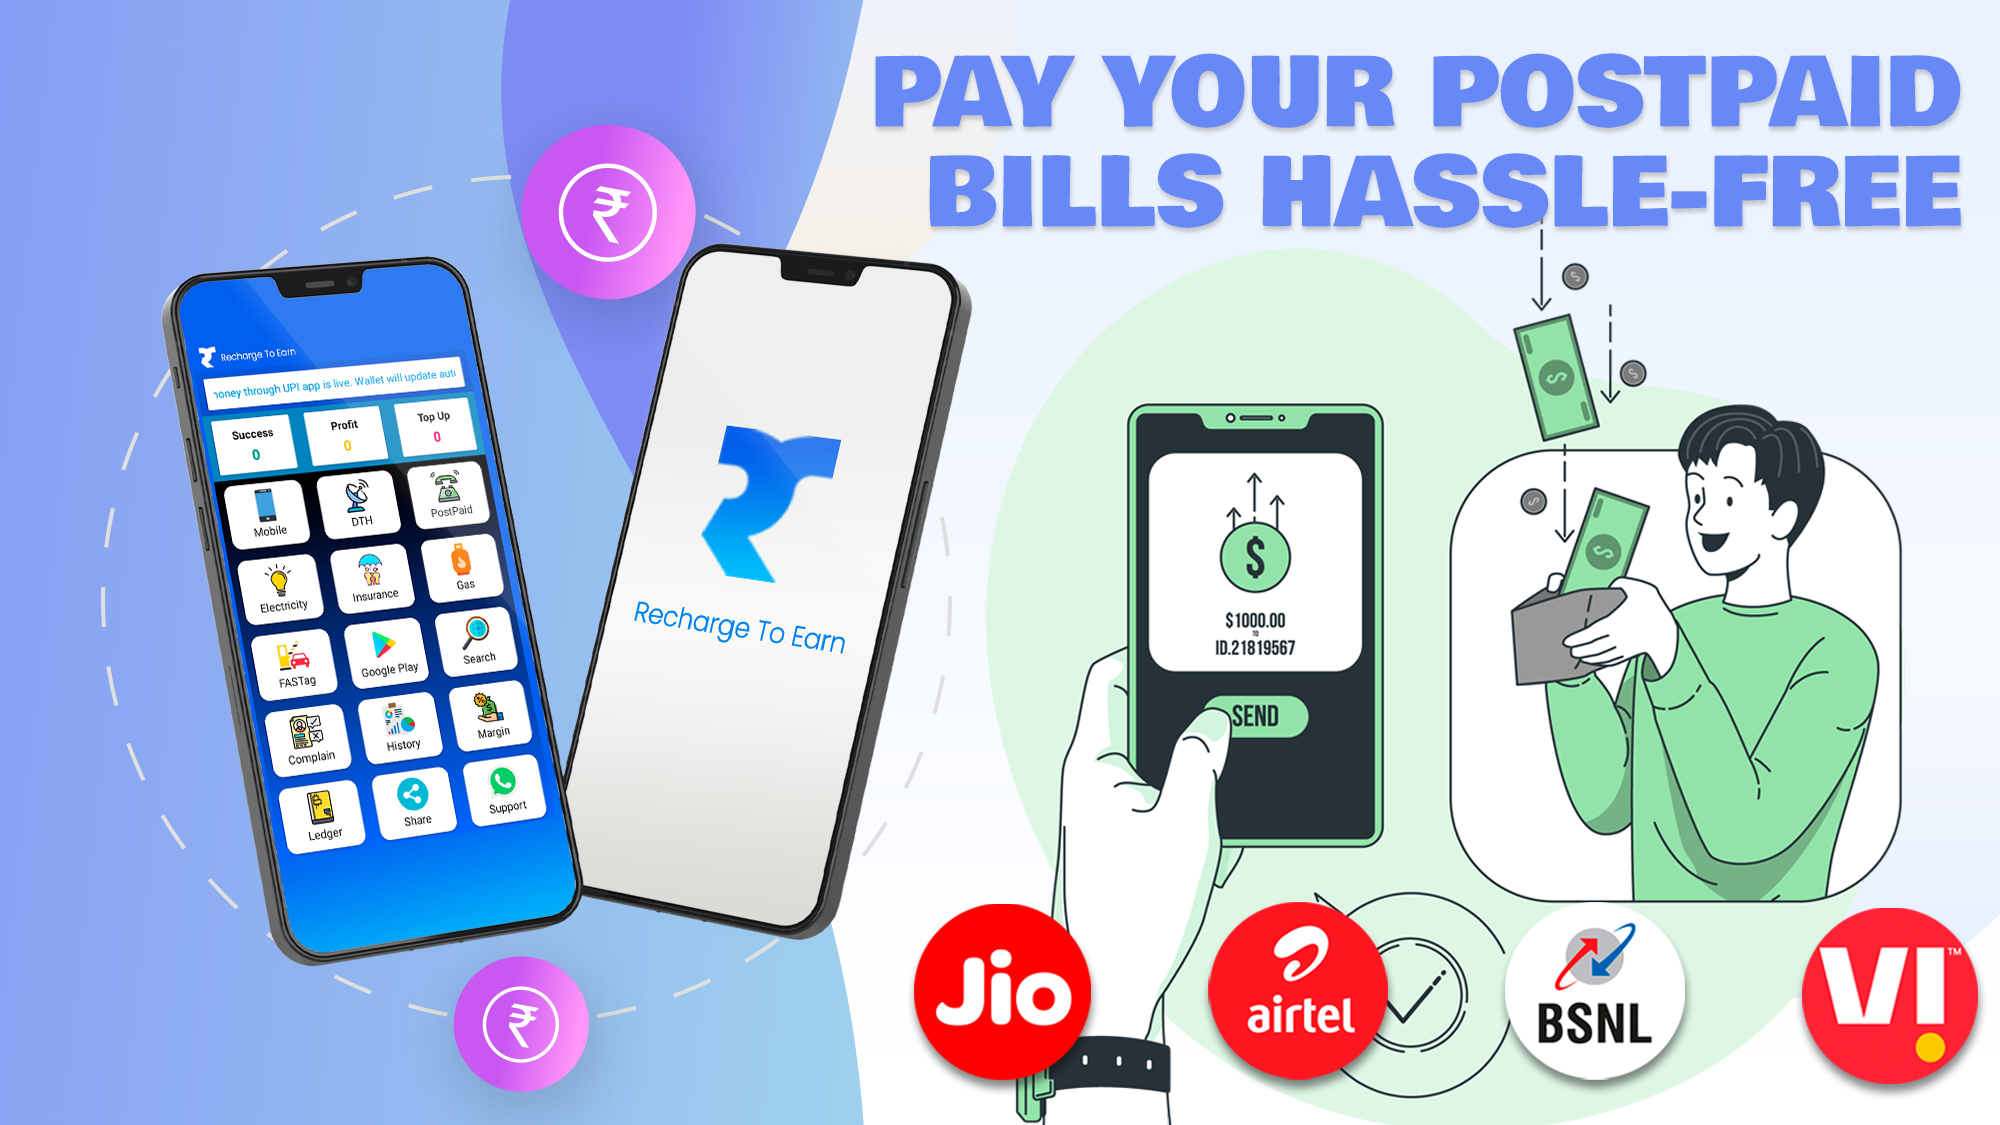 PAY YOUR POSTPAID
BILLS HASSLE-FREE
Recharge To Earn
money through UPI app is live. Wallet will update aut
Success
0
Profit
0
Top Up
0
Mobile
DTH
PostPaid
Electricity
Insurance
Gas
FASTag
Google Play
Search
Complain
History
Margin
Ledger
Share
Support
Recharge To Earn
$
$1000.00
TO
ID.21819567
SEND
Jio
airtel
BSNL
VI™